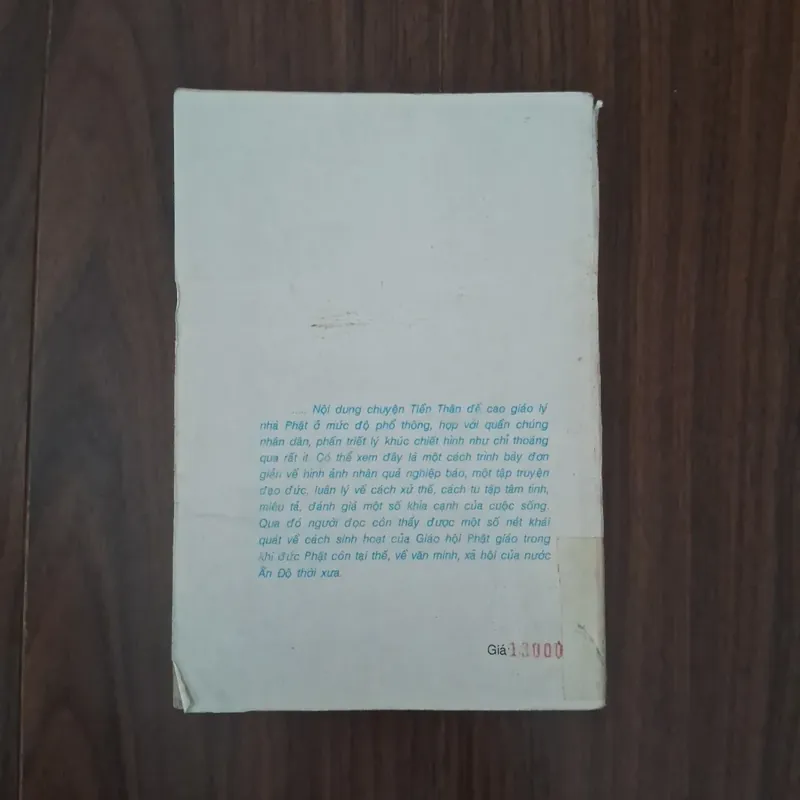 .... Nội dung chuyện Tiền Thân đề cao giáo lý
nhà Phật ở mức độ phổ thông, hợp với quần chúng
nhân dân, phần triết lý khúc chiết hình như chỉ thoáng
qua rất ít. Có thể xem đây là một cách trình bày đơn
giản về hình ảnh nhân quả nghiệp báo, một tập truyện
đạo đức, luân lý về cách xử thế, cách tu tập tâm tính,
miêu tả, đánh giá một số khía cạnh của cuộc sống.
Qua đó người đọc còn thấy được một số nét khái
quát về cách sinh hoạt của Giáo hội Phật giáo trong
khi đức Phật còn tại thế, về văn minh, xã hội của nước
Ấn Độ thời xưa.
Giá: 13000